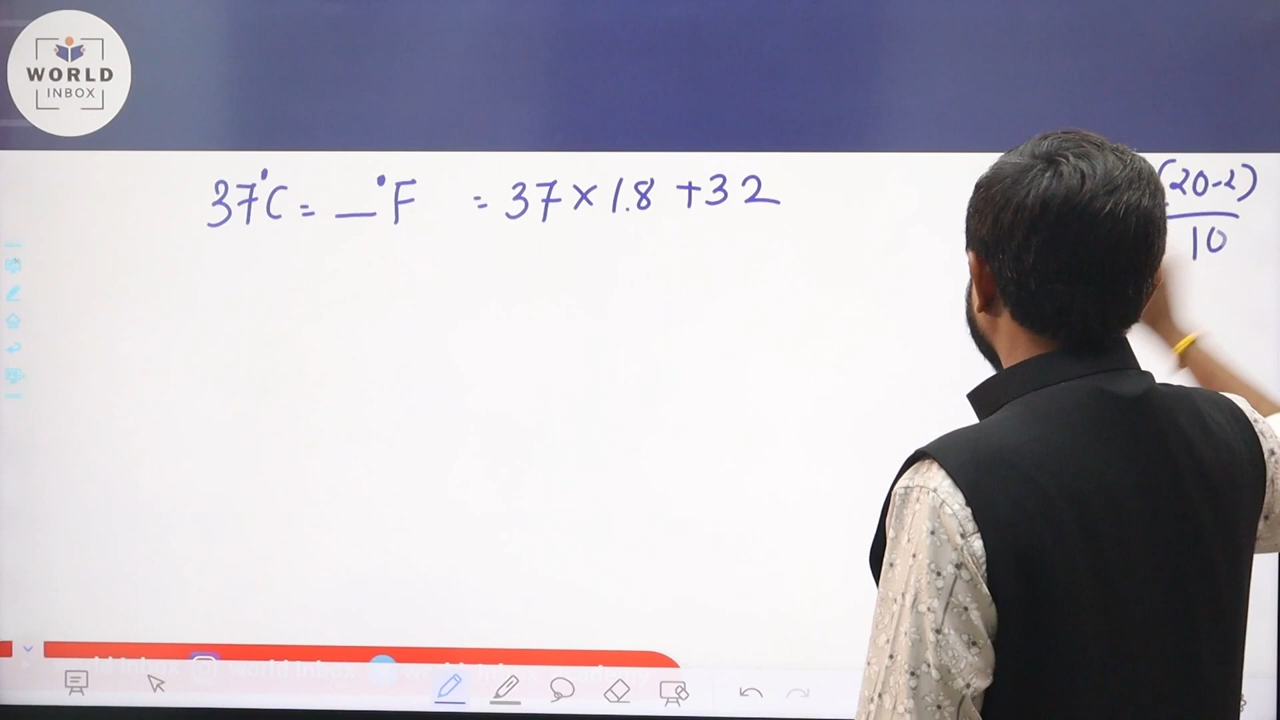 WORLD
INBOX
37°C = __°F = 37 × 1.8 + 32
(20-2)
10